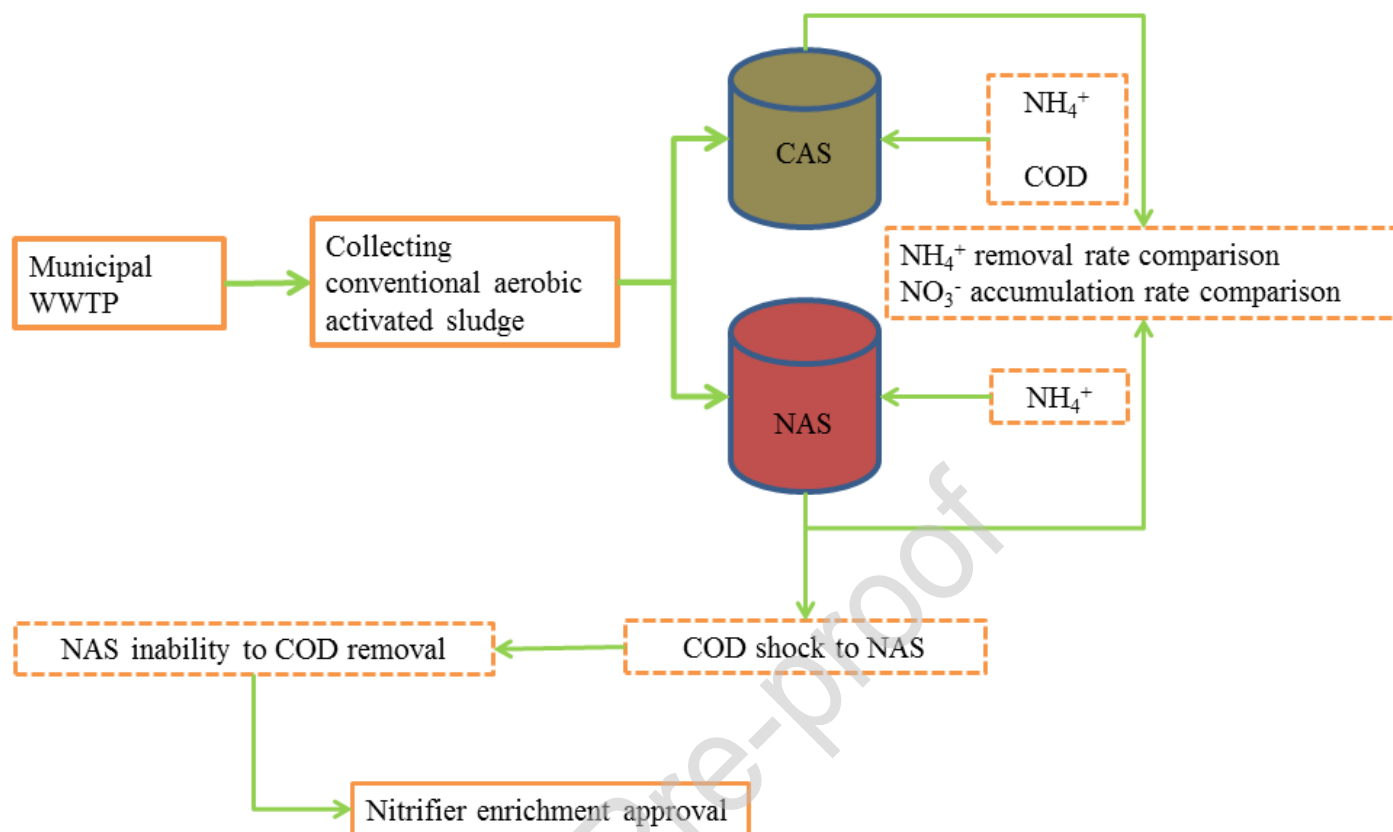 CAS
NH₄⁺
COD
Municipal
WWTP
Collecting
conventional aerobic
activated sludge
NH₄⁺ removal rate comparison
NO₃⁻ accumulation rate comparison
NAS
NH₄⁺
NAS inability to COD removal
COD shock to NAS
Nitrifier enrichment approval
Pre-proof